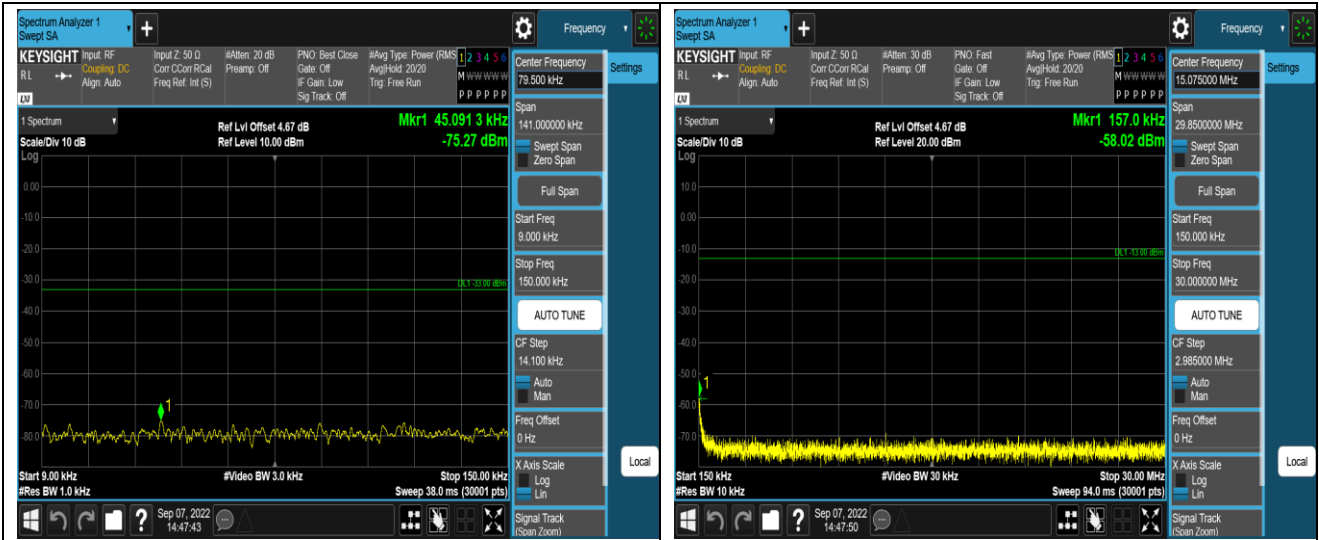 Spectrum Analyzer 1
Swept SA
+
Frequency
KEYSIGHT
Input: RF
Input Z: 50 Ω
#Atten: 20 dB
PNO: Best Close
#Avg Type: Power (RMS
1 2 3 4 5 6
RL
Coupling: DC
Corr CCorr RCal
Preamp: Off
Gate: Off
Avg|Hold: 20/20
M W W W W W
Align: Auto
Freq Ref: Int (S)
IF Gain: Low
Trig: Free Run
P P P P P P
LXI
Sig Track: Off
1 Spectrum
Ref Lvl Offset 4.67 dB
Mkr1 45.091 3 kHz
Scale/Div 10 dB
Ref Level 10.00 dBm
-75.27 dBm
Log
0.00
-10.0
-20.0
-30.0
DL1 -33.00 dBm
-40.0
-50.0
-60.0
-70.0
1
-80.0
Start 9.00 kHz
#Video BW 3.0 kHz
Stop 150.00 kHz
#Res BW 1.0 kHz
Sweep 38.0 ms (30001 pts)
?
Sep 07, 2022
14:47:43
Center Frequency
79.500 kHz
Settings
Span
141.000000 kHz
Swept Span
Zero Span
Full Span
Start Freq
9.000 kHz
Stop Freq
150.000 kHz
AUTO TUNE
CF Step
14.100 kHz
Auto
Man
Freq Offset
0 Hz
X Axis Scale
Log
Lin
Local
Signal Track
(Span Zoom)
Spectrum Analyzer 1
Swept SA
+
Frequency
KEYSIGHT
Input: RF
Input Z: 50 Ω
#Atten: 30 dB
PNO: Fast
#Avg Type: Power (RMS
1 2 3 4 5 6
RL
Coupling: DC
Corr CCorr RCal
Preamp: Off
Gate: Off
Avg|Hold: 20/20
M W W W W W
Align: Auto
Freq Ref: Int (S)
IF Gain: Low
Trig: Free Run
P P P P P P
LXI
Sig Track: Off
1 Spectrum
Ref Lvl Offset 4.67 dB
Mkr1 157.0 kHz
Scale/Div 10 dB
Ref Level 20.00 dBm
-58.02 dBm
Log
10.0
0.00
-10.0
DL1 -13.00 dBm
-20.0
-30.0
-40.0
-50.0
1
-60.0
-70.0
Start 150 kHz
#Video BW 30 kHz
Stop 30.00 MHz
#Res BW 10 kHz
Sweep 94.0 ms (30001 pts)
?
Sep 07, 2022
14:47:50
Center Frequency
15.075000 MHz
Settings
Span
29.8500000 MHz
Swept Span
Zero Span
Full Span
Start Freq
150.000 kHz
Stop Freq
30.000000 MHz
AUTO TUNE
CF Step
2.985000 MHz
Auto
Man
Freq Offset
0 Hz
X Axis Scale
Log
Lin
Local
Signal Track
(Span Zoom)